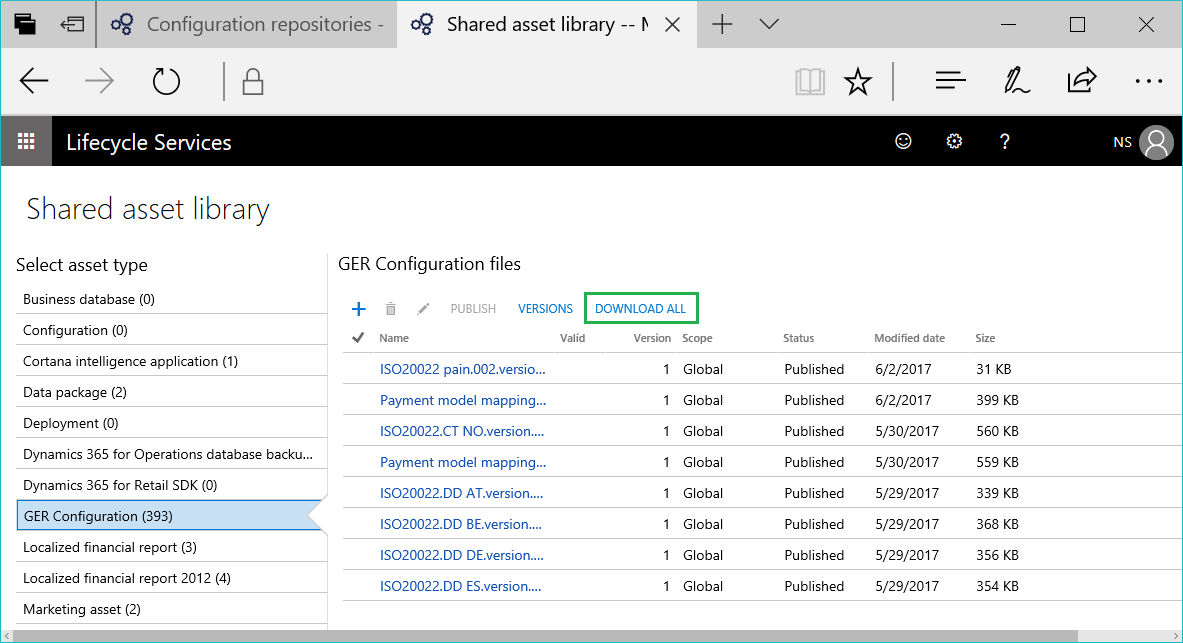 Configuration repositories -
Shared asset library -- M
Lifecycle Services
?
NS
Shared asset library
Select asset type
Business database (0)
Configuration (0)
Cortana intelligence application (1)
Data package (2)
Deployment (0)
Dynamics 365 for Operations database backu...
Dynamics 365 for Retail SDK (0)
GER Configuration (393)
Localized financial report (3)
Localized financial report 2012 (4)
Marketing asset (2)
GER Configuration files
PUBLISH VERSIONS DOWNLOAD ALL
Name Valid Version Scope Status Modified date Size
ISO20022 pain.002.versio... 1 Global Published 6/2/2017 31 KB
Payment model mapping... 1 Global Published 6/2/2017 399 KB
ISO20022.CT NO.version.... 1 Global Published 5/30/2017 560 KB
Payment model mapping... 1 Global Published 5/30/2017 559 KB
ISO20022.DD AT.version.... 1 Global Published 5/29/2017 339 KB
ISO20022.DD BE.version.... 1 Global Published 5/29/2017 368 KB
ISO20022.DD DE.version.... 1 Global Published 5/29/2017 356 KB
ISO20022.DD ES.version.... 1 Global Published 5/29/2017 354 KB